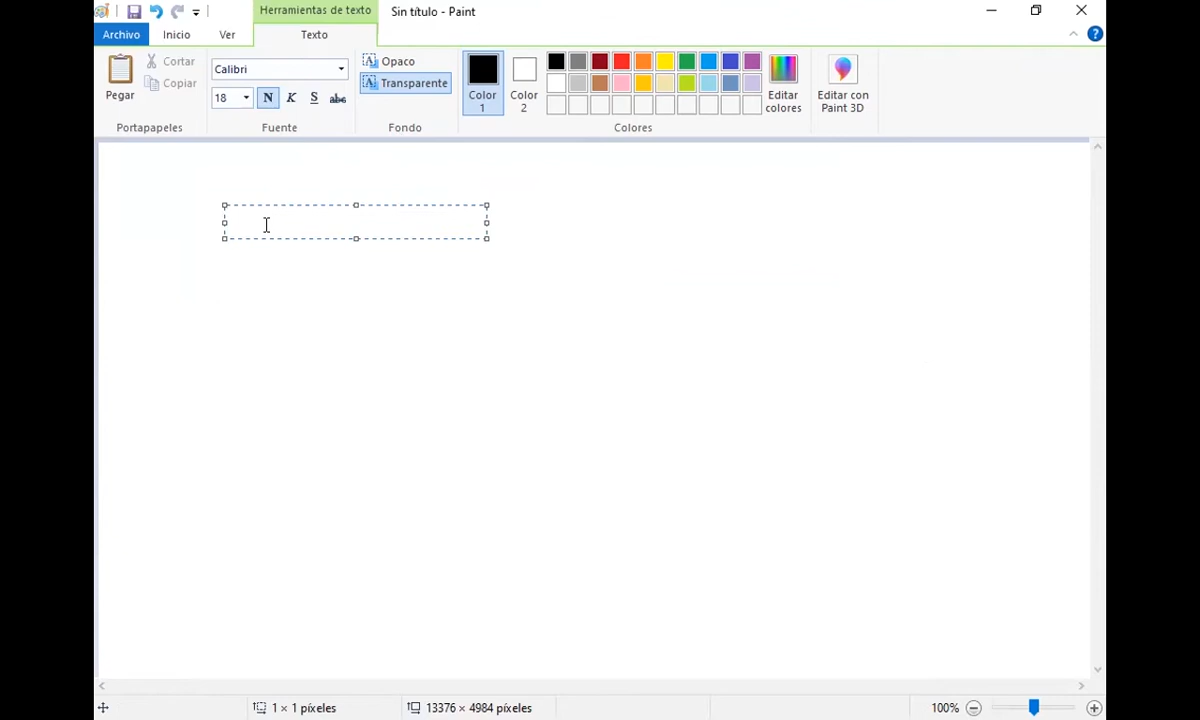 Herramientas de texto
Sin título - Paint
Archivo
Inicio
Ver
Texto
Pegar
Cortar
Copiar
Portapapeles
Calibri
18
N
K
S
abc
Fuente
Opaco
Transparente
Fondo
Color
1
Color
2
Colores
Editar
colores
Editar con
Paint 3D
1 × 1 píxeles
13376 × 4984 píxeles
100%